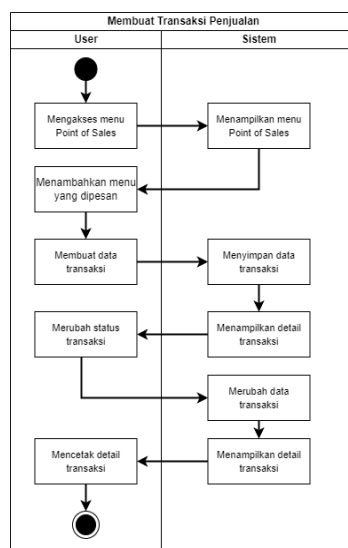 Membuat Transaksi Penjualan
User
Sistem
Mengakses menu
Point of Sales
Menampilkan menu
Point of Sales
Menambahkan menu
yang dipesan
Membuat data
transaksi
Menyimpan data
transaksi
Merubah status
transaksi
Menampilkan detail
transaksi
Merubah data
transaksi
Mencetak detail
transaksi
Menampilkan detail
transaksi